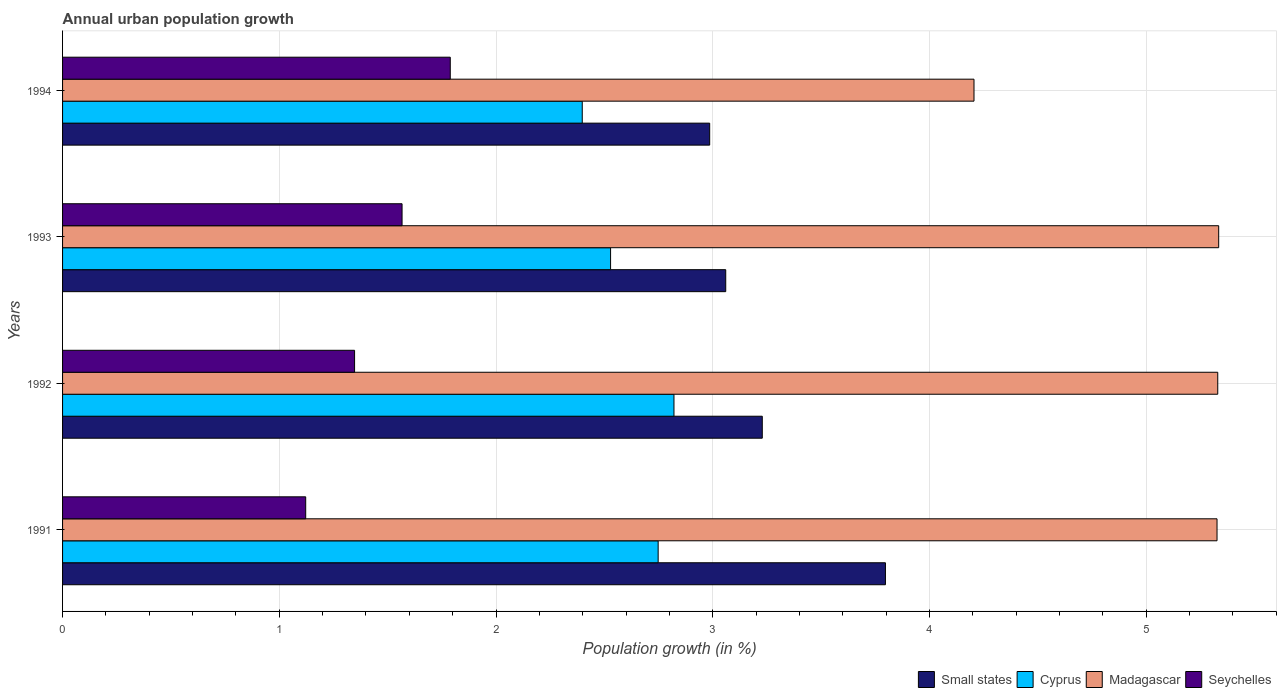 Annual urban population growth
1994
1993
Years
1992
1991
0
1
2
3
4
5
Population growth (in %)
Small states
Cyprus
Madagascar
Seychelles